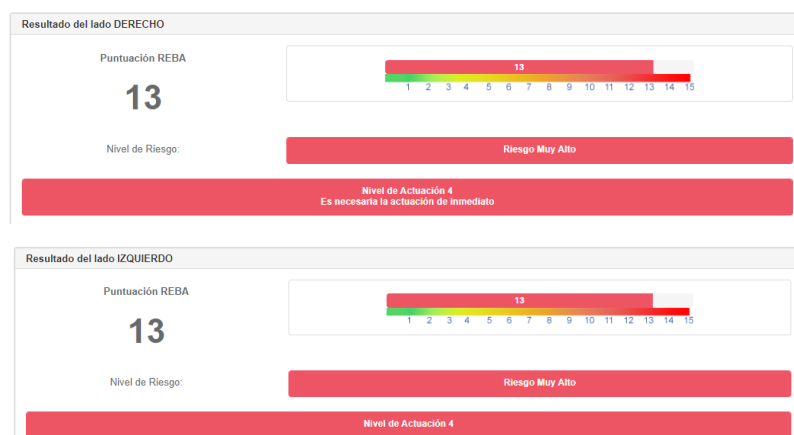 Resultado del lado DERECHO
Puntuación REBA
13
13
1 2 3 4 5 6 7 8 9 10 11 12 13 14 15
Nivel de Riesgo:
Riesgo Muy Alto
Nivel de Actuación 4
Es necesaria la actuación de inmediato
Resultado del lado IZQUIERDO
Puntuación REBA
13
13
1 2 3 4 5 6 7 8 9 10 11 12 13 14 15
Nivel de Riesgo:
Riesgo Muy Alto
Nivel de Actuación 4